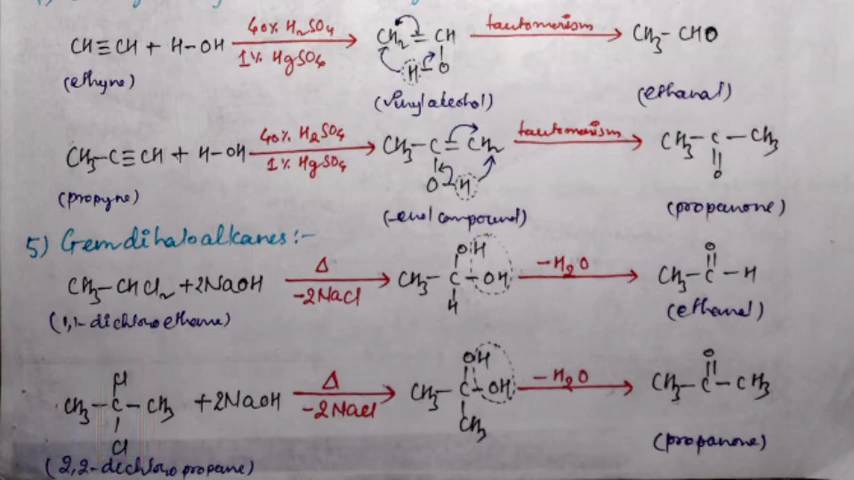 CH≡CH + H-OH 40% H₂SO₄ / 1% HgSO₄ → CH₂=CH tautomerism → CH₃-CHO
H-O
(ethyne) (Vinyl alcohol) (ethanal)
CH₃-C≡CH + H-OH 40% H₂SO₄ / 1% HgSO₄ → CH₃-C=CH₂ tautomerism → CH₃-C-CH₃
O-H O
(propyne) (-enol compound) (propanone)
5) Gemdihaloalkanes:-
OH O
CH₃-CHCl₂ + 2NaOH Δ / -2NaCl → CH₃-C-OH -H₂O → CH₃-C-H
H
(1,1-dichloroethane) (ethanal)
Cl OH O
CH₃-C-CH₃ + 2NaOH Δ / -2NaCl → CH₃-C-OH -H₂O → CH₃-C-CH₃
Cl CH₃
(2,2-dichloropropane) (propanone)